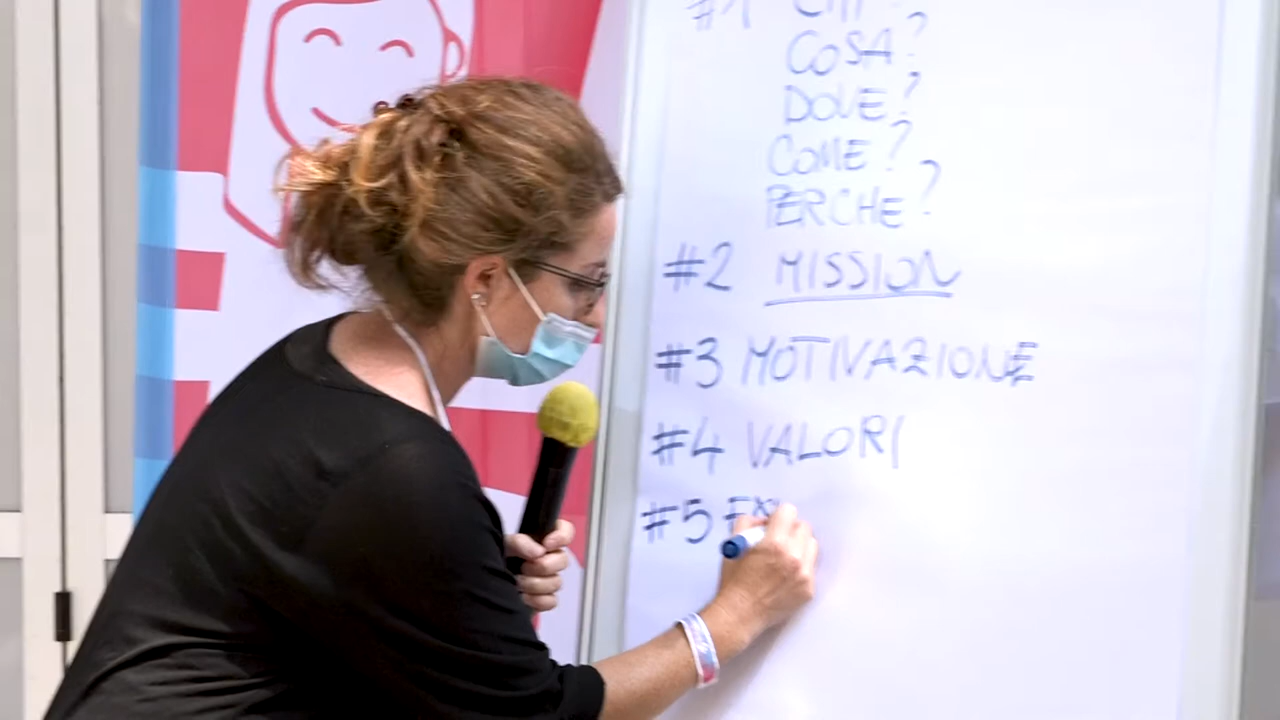 #1 CHI?
COSA?
DOVE?
COME?
PERCHE?
#2 MISSION
#3 MOTIVAZIONE
#4 VALORI
#5